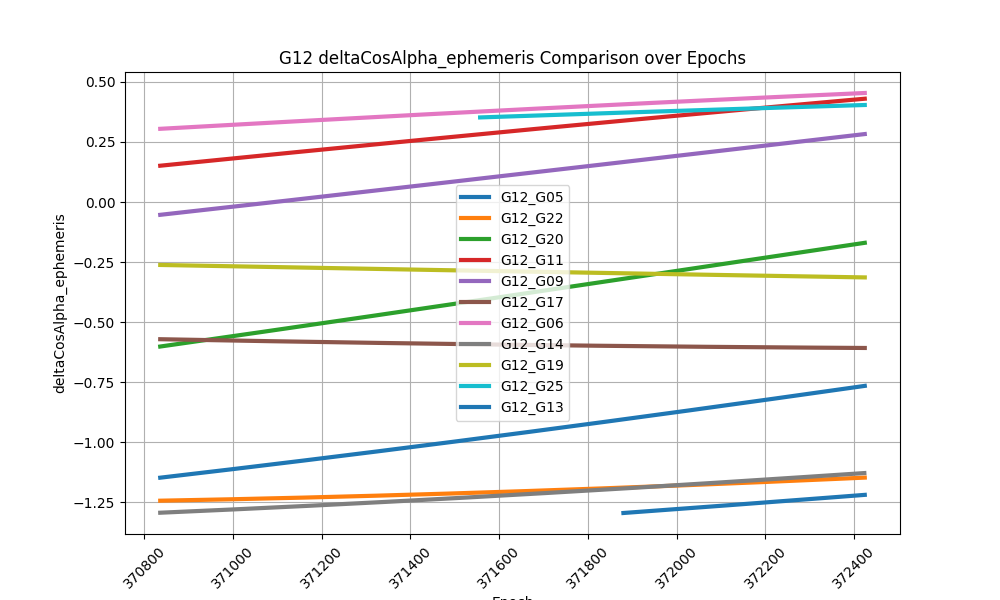 G12 deltaCosAlpha_ephemeris Comparison over Epochs
deltaCosAlpha_ephemeris
0.50
0.25
0.00
−0.25
−0.50
−0.75
−1.00
−1.25
G12_G05
G12_G22
G12_G20
G12_G11
G12_G09
G12_G17
G12_G06
G12_G14
G12_G19
G12_G25
G12_G13
370800
371000
371200
371400
371600
371800
372000
372200
372400
Epoch